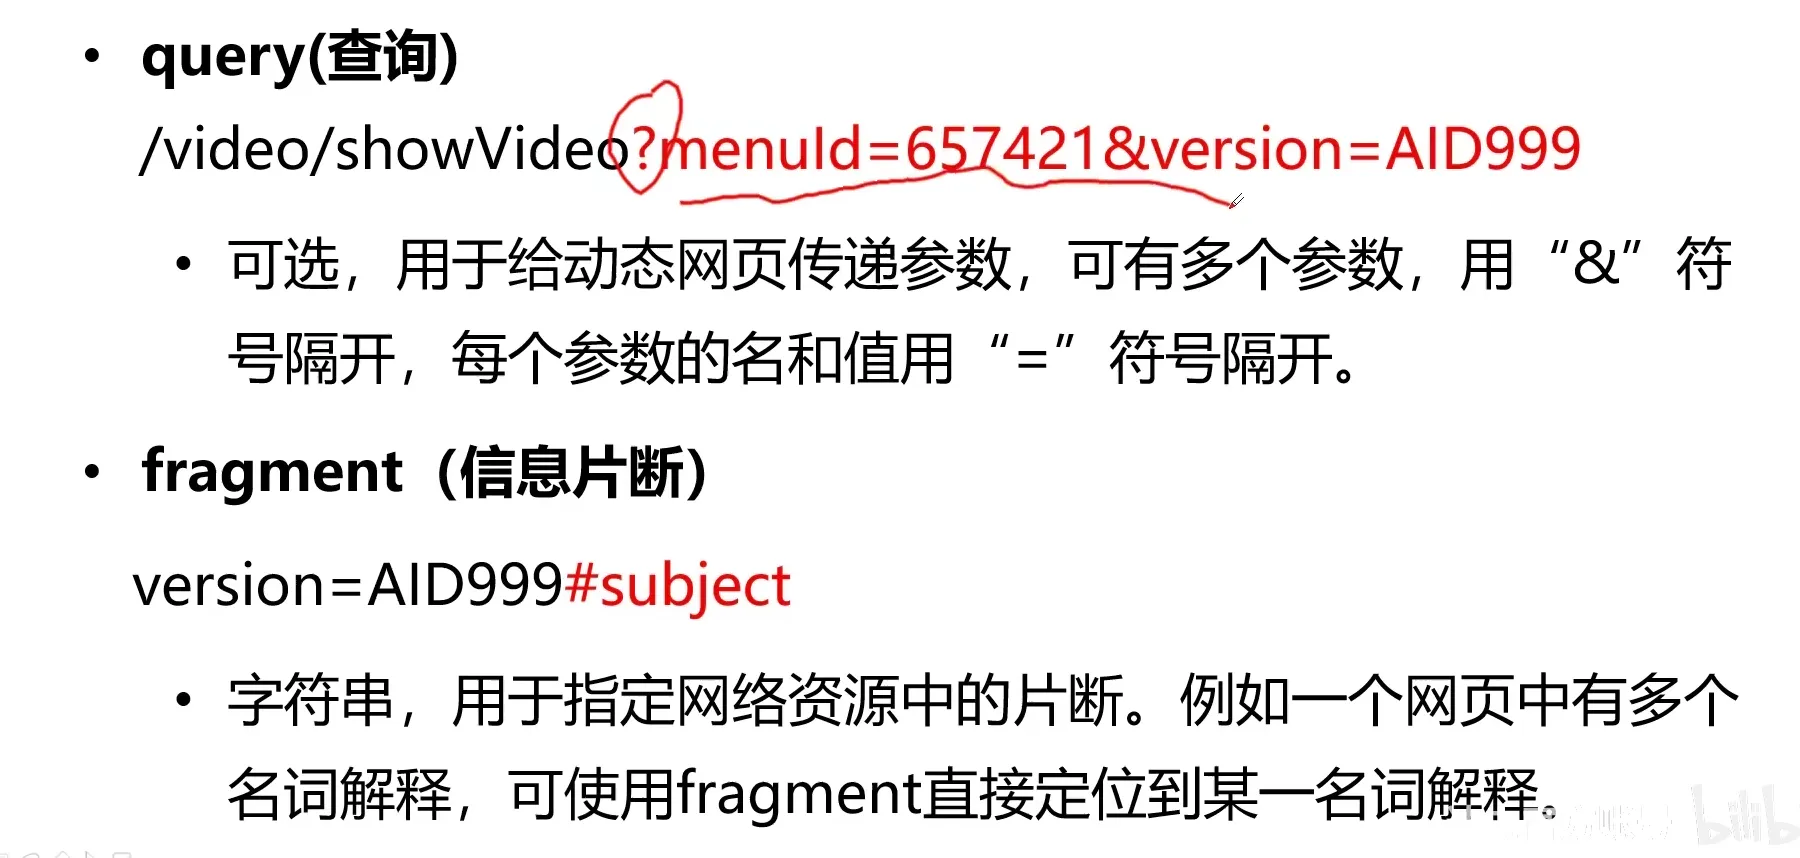 • query(查询)
/video/showVideo?menuId=657421&version=AID999
• 可选，用于给动态网页传递参数，可有多个参数，用“&”符
号隔开，每个参数的名和值用“=”符号隔开。
• fragment（信息片断）
version=AID999#subject
• 字符串，用于指定网络资源中的片断。例如一个网页中有多个
名词解释，可使用fragment直接定位到某一名词解释。
bilib